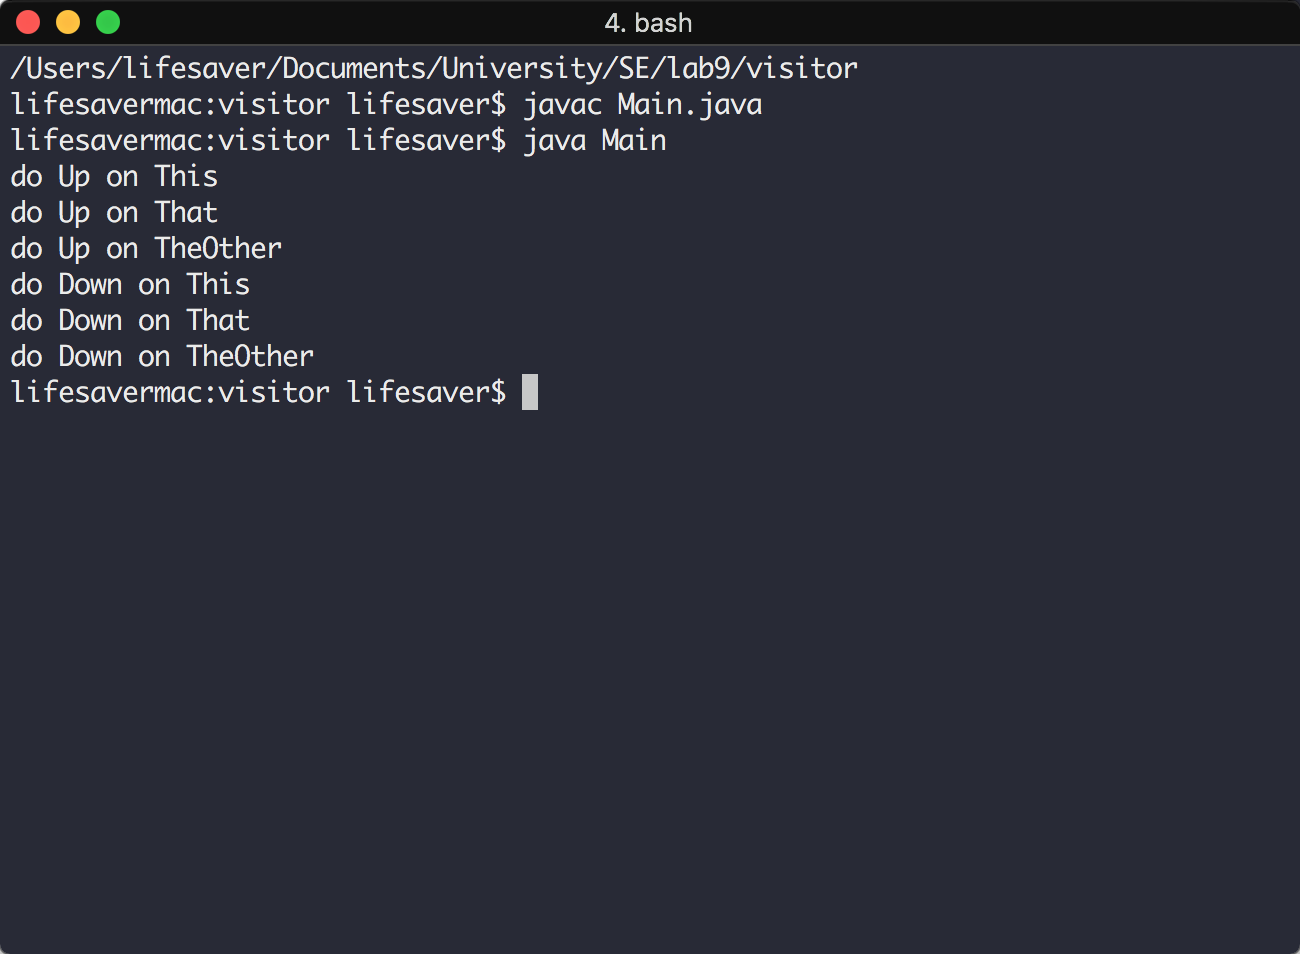 4. bash
/Users/lifesaver/Documents/University/SE/lab9/visitor
lifesavermac:visitor lifesaver$ javac Main.java
lifesavermac:visitor lifesaver$ java Main
do Up on This
do Up on That
do Up on TheOther
do Down on This
do Down on That
do Down on TheOther
lifesavermac:visitor lifesaver$